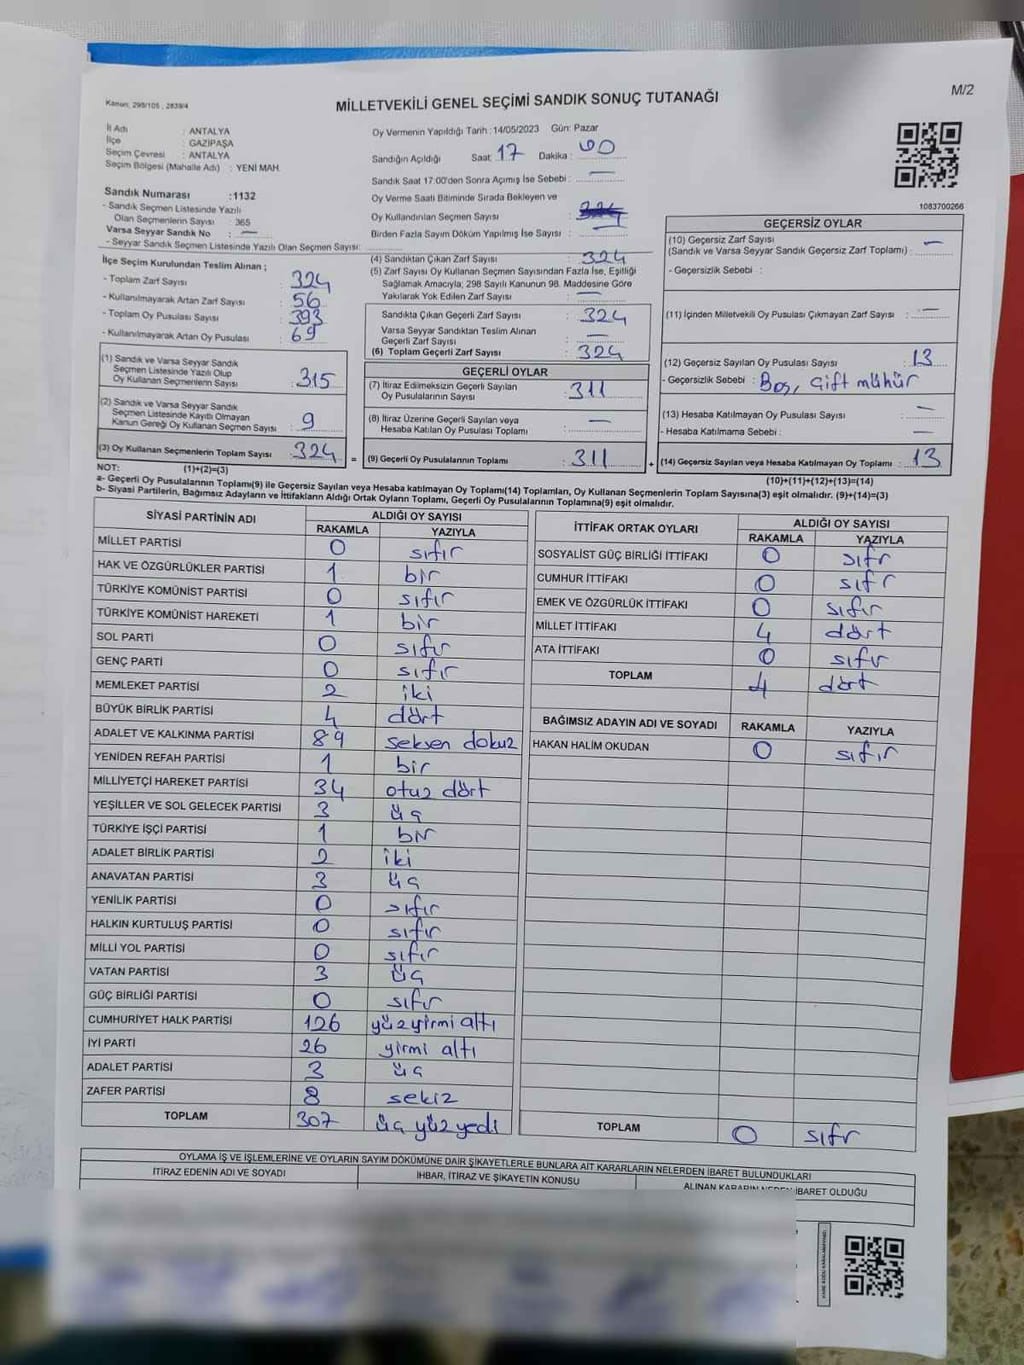 M/2
Kanun; 298/105 , 2839/4
MİLLETVEKİLİ GENEL SEÇİMİ SANDIK SONUÇ TUTANAĞI
İl Adı : ANTALYA
İlçe : GAZİPAŞA
Seçim Çevresi : ANTALYA
Seçim Bölgesi (Mahalle Adı) : YENİ MAH.
Sandık Numarası :1132
- Sandık Seçmen Listesinde Yazılı
Olan Seçmenlerin Sayısı : 365
Varsa Seyyar Sandık No : —
- Seyyar Sandık Seçmen Listesinde Yazılı Olan Seçmen Sayısı:
Oy Vermenin Yapıldığı Tarih : 14/05/2023 Gün: Pazar
Sandığın Açıldığı Saat : 17 Dakika : 00
Sandık Saat 17:00'den Sonra Açımış İse Sebebi : —
Oy Verme Saati Bitiminde Sırada Bekleyen ve
Oy Kullandırılan Seçmen Sayısı :
Birden Fazla Sayım Döküm Yapılmış İse Sayısı : —
1083700266
İlçe Seçim Kurulundan Teslim Alınan ;
- Toplam Zarf Sayısı : 324
- Kullanılmayarak Artan Zarf Sayısı : 56
- Toplam Oy Pusulası Sayısı : 393
- Kullanılmayarak Artan Oy Pusulası : 69
(1) Sandık ve Varsa Seyyar Sandık
Seçmen Listesinde Yazılı Olup
Oy Kullanan Seçmenlerin Sayısı : 315
(2) Sandık ve Varsa Seyyar Sandık
Seçmen Listesinde Kayıtlı Olmayan
Kanun Gereği Oy Kullanan Seçmen Sayısı : 9
(3) Oy Kullanan Seçmenlerin Toplam Sayısı : 324 =
(4) Sandıktan Çıkan Zarf Sayısı : 324
(5) Zarf Sayısı Oy Kullanan Seçmen Sayısından Fazla İse, Eşitliği
Sağlamak Amacıyla, 298 Sayılı Kanunun 98. Maddesine Göre
Yakılarak Yok Edilen Zarf Sayısı : —
Sandıkta Çıkan Geçerli Zarf Sayısı : 324
Varsa Seyyar Sandıktan Teslim Alınan
Geçerli Zarf Sayısı : —
(6) Toplam Geçerli Zarf Sayısı : 324
GEÇERLİ OYLAR
(7) İtiraz Edilmeksizin Geçerli Sayılan
Oy Pusulalarının Sayısı : 311
(8) İtiraz Üzerine Geçerli Sayılan veya
Hesaba Katılan Oy Pusulası Toplamı : —
(9) Geçerli Oy Pusulalarının Toplamı : 311 +
GEÇERSİZ OYLAR
(10) Geçersiz Zarf Sayısı
(Sandık ve Varsa Seyyar Sandık Geçersiz Zarf Toplamı) : —
- Geçersizlik Sebebi :
(11) İçinden Milletvekili Oy Pusulası Çıkmayan Zarf Sayısı : —
(12) Geçersiz Sayılan Oy Pusulası Sayısı : 13
- Geçersizlik Sebebi : Boş, Çift mühür
(13) Hesaba Katılmayan Oy Pusulası Sayısı : —
- Hesaba Katılmama Sebebi : —
(14) Geçersiz Sayılan veya Hesaba Katılmayan Oy Toplamı : 13
NOT: (1)+(2)=(3) (10)+(11)+(12)+(13)=(14)
a- Geçerli Oy Pusulalarının Toplamı(9) ile Geçersiz Sayılan veya Hesaba katılmayan Oy Toplamı(14) Toplamları, Oy Kullanan Seçmenlerin Toplam Sayısına(3) eşit olmalıdır. (9)+(14)=(3)
b- Siyasi Partilerin, Bağımsız Adayların ve İttifakların Aldığı Ortak Oyların Toplamı, Geçerli Oy Pusulalarının Toplamına(9) eşit olmalıdır.
SİYASİ PARTİNİN ADI ALDIĞI OY SAYISI
RAKAMLA YAZIYLA
MİLLET PARTİSİ 0 sıfır
HAK VE ÖZGÜRLÜKLER PARTİSİ 1 bir
TÜRKİYE KOMÜNİST PARTİSİ 0 sıfır
TÜRKİYE KOMÜNİST HAREKETİ 1 bir
SOL PARTİ 0 sıfır
GENÇ PARTİ 0 sıfır
MEMLEKET PARTİSİ 2 iki
BÜYÜK BİRLİK PARTİSİ 4 dört
ADALET VE KALKINMA PARTİSİ 89 seksen dokuz
YENİDEN REFAH PARTİSİ 1 bir
MİLLİYETÇİ HAREKET PARTİSİ 34 otuz dört
YEŞİLLER VE SOL GELECEK PARTİSİ 3 üç
TÜRKİYE İŞÇİ PARTİSİ 1 bir
ADALET BİRLİK PARTİSİ 2 iki
ANAVATAN PARTİSİ 3 üç
YENİLİK PARTİSİ 0 sıfır
HALKIN KURTULUŞ PARTİSİ 0 sıfır
MİLLİ YOL PARTİSİ 0 sıfır
VATAN PARTİSİ 3 üç
GÜÇ BİRLİĞİ PARTİSİ 0 sıfır
CUMHURİYET HALK PARTİSİ 126 yüzyirmi altı
İYİ PARTİ 26 yirmi altı
ADALET PARTİSİ 3 üç
ZAFER PARTİSİ 8 sekiz
TOPLAM 307 üç yüz yedi
İTTİFAK ORTAK OYLARI ALDIĞI OY SAYISI
RAKAMLA YAZIYLA
SOSYALİST GÜÇ BİRLİĞİ İTTİFAKI 0 sıfr
CUMHUR İTTİFAKI 0 sıfr
EMEK VE ÖZGÜRLÜK İTTİFAKI 0 sıfır
MİLLET İTTİFAKI 4 dört
ATA İTTİFAKI 0 sıfır
TOPLAM 4 dört
BAĞIMSIZ ADAYIN ADI VE SOYADI RAKAMLA YAZIYLA
HAKAN HALİM OKUDAN 0 sıfır
TOPLAM 0 sıfr
OYLAMA İŞ VE İŞLEMLERİNE VE OYLARIN SAYIM DÖKÜMÜNE DAİR ŞİKAYETLERLE BUNLARA AİT KARARLARIN NELERDEN İBARET BULUNDUKLARI
İTİRAZ EDENİN ADI VE SOYADI İHBAR, İTİRAZ VE ŞİKAYETİN KONUSU ALINAN KARARIN NEDEN İBARET OLDUĞU